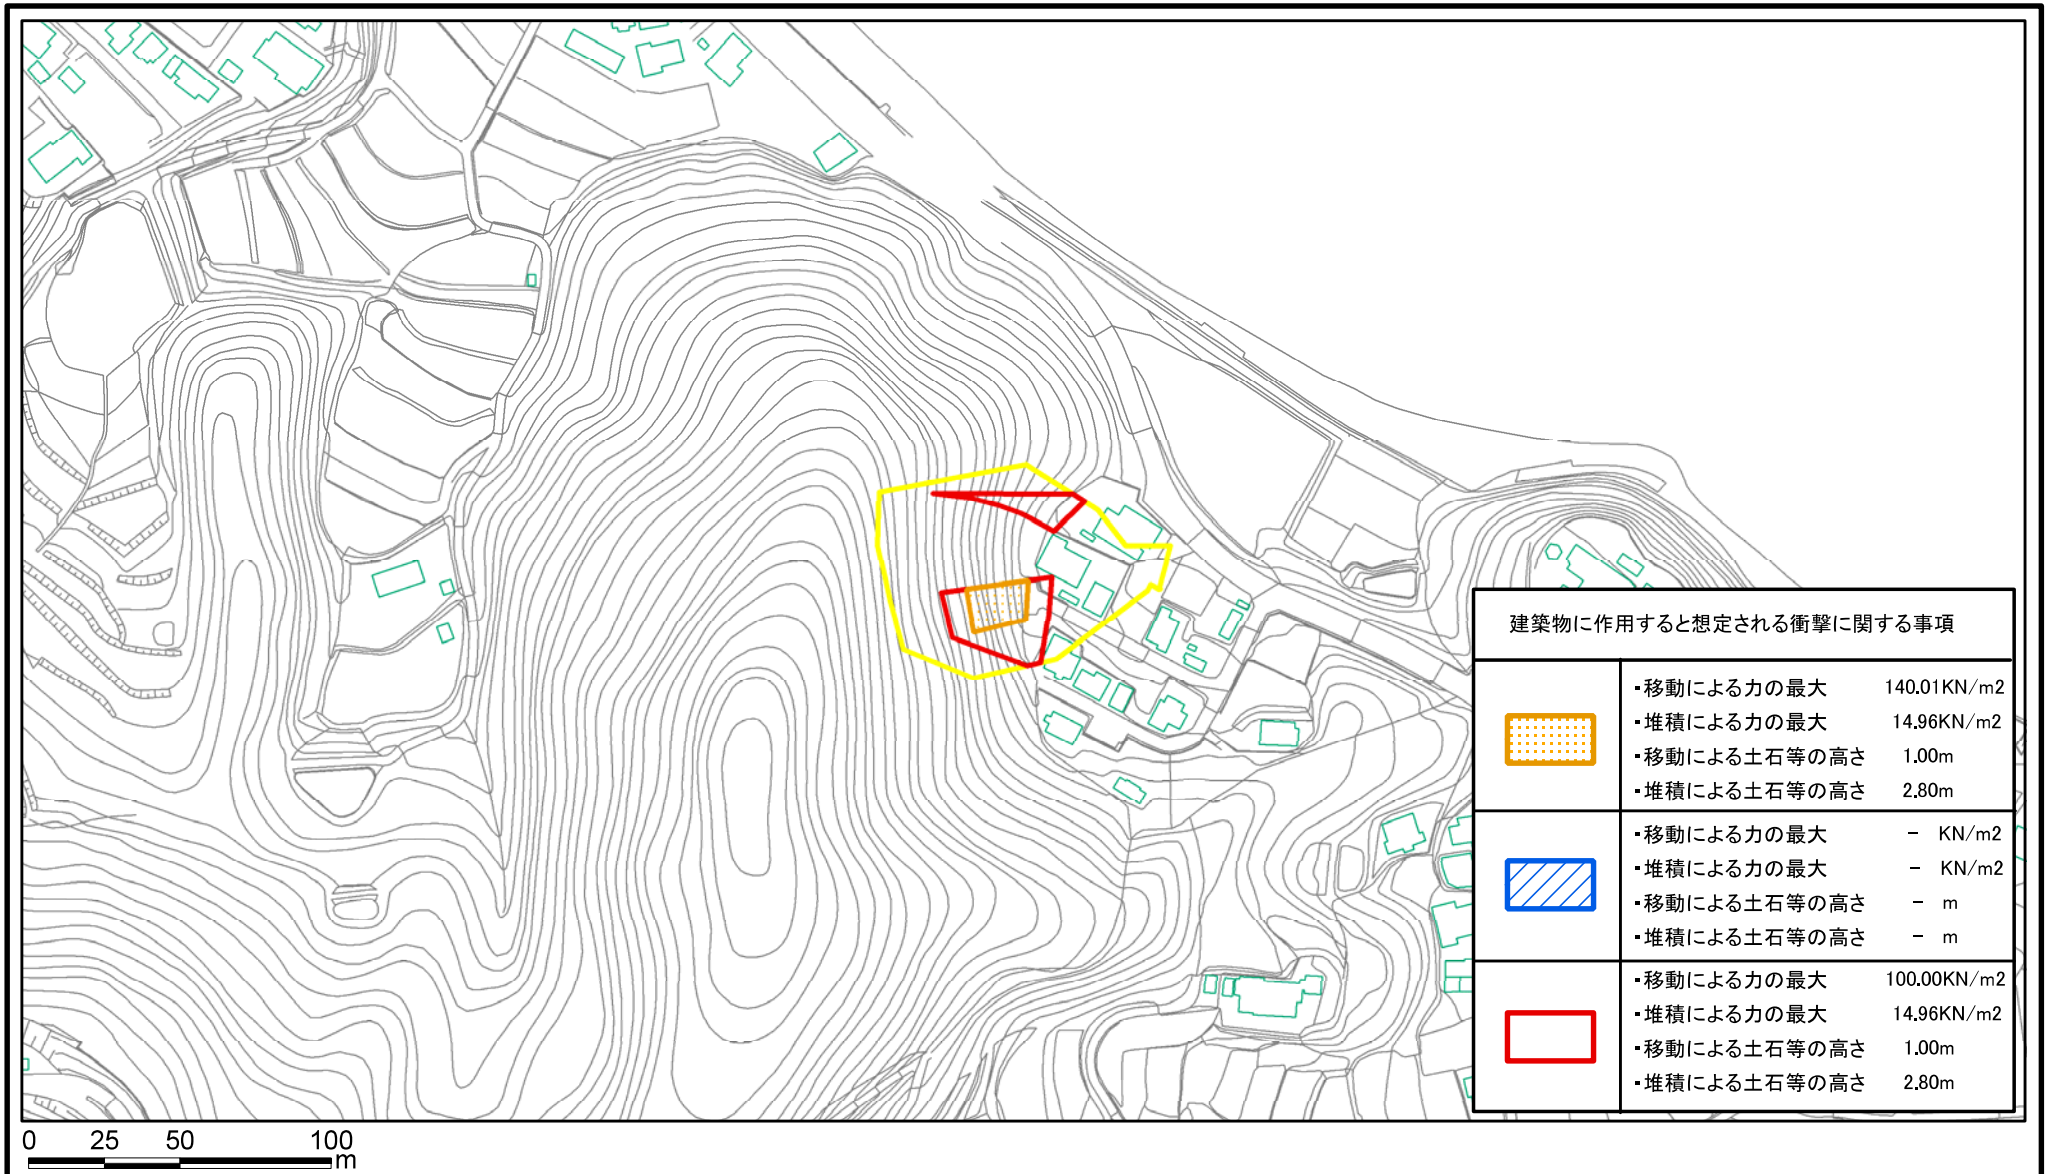 建築物に作用すると想定される衝撃に関する事項
・移動による力の最大 140.01KN/m2
・堆積による力の最大 14.96KN/m2
・移動による土石等の高さ 1.00m
・堆積による土石等の高さ 2.80m
・移動による力の最大 － KN/m2
・堆積による力の最大 － KN/m2
・移動による土石等の高さ － m
・堆積による土石等の高さ － m
・移動による力の最大 100.00KN/m2
・堆積による力の最大 14.96KN/m2
・移動による土石等の高さ 1.00m
・堆積による土石等の高さ 2.80m
0 25 50 100
m